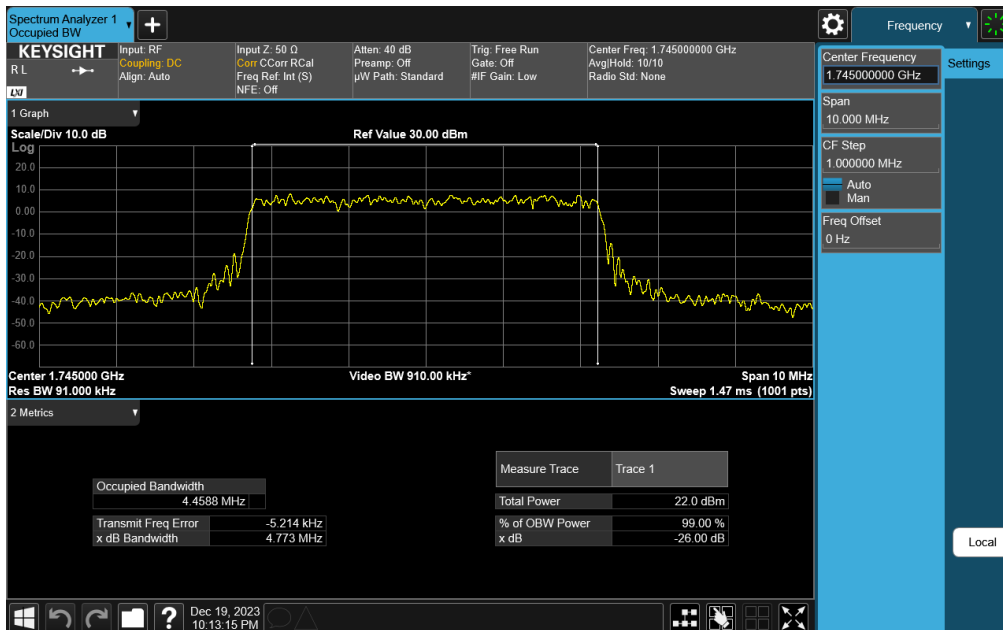 Spectrum Analyzer 1
Occupied BW
Frequency
KEYSIGHT
R L
LXI
Input: RF
Coupling: DC
Align: Auto
Input Z: 50 Ω
Corr CCorr RCal
Freq Ref: Int (S)
NFE: Off
Atten: 40 dB
Preamp: Off
µW Path: Standard
Trig: Free Run
Gate: Off
#IF Gain: Low
Center Freq: 1.745000000 GHz
Avg|Hold: 10/10
Radio Std: None
Center Frequency
1.745000000 GHz
Settings
Span
10.000 MHz
CF Step
1.000000 MHz
Auto
Man
Freq Offset
0 Hz
Local
1 Graph
Scale/Div 10.0 dB
Ref Value 30.00 dBm
Log
20.0
10.0
0.00
-10.0
-20.0
-30.0
-40.0
-50.0
-60.0
Center 1.745000 GHz
Video BW 910.00 kHz*
Span 10 MHz
Res BW 91.000 kHz
Sweep 1.47 ms (1001 pts)
2 Metrics
Measure Trace
Trace 1
Occupied Bandwidth
4.4588 MHz
Total Power
22.0 dBm
Transmit Freq Error
-5.214 kHz
% of OBW Power
99.00 %
x dB Bandwidth
4.773 MHz
x dB
-26.00 dB
?
Dec 19, 2023
10:13:15 PM